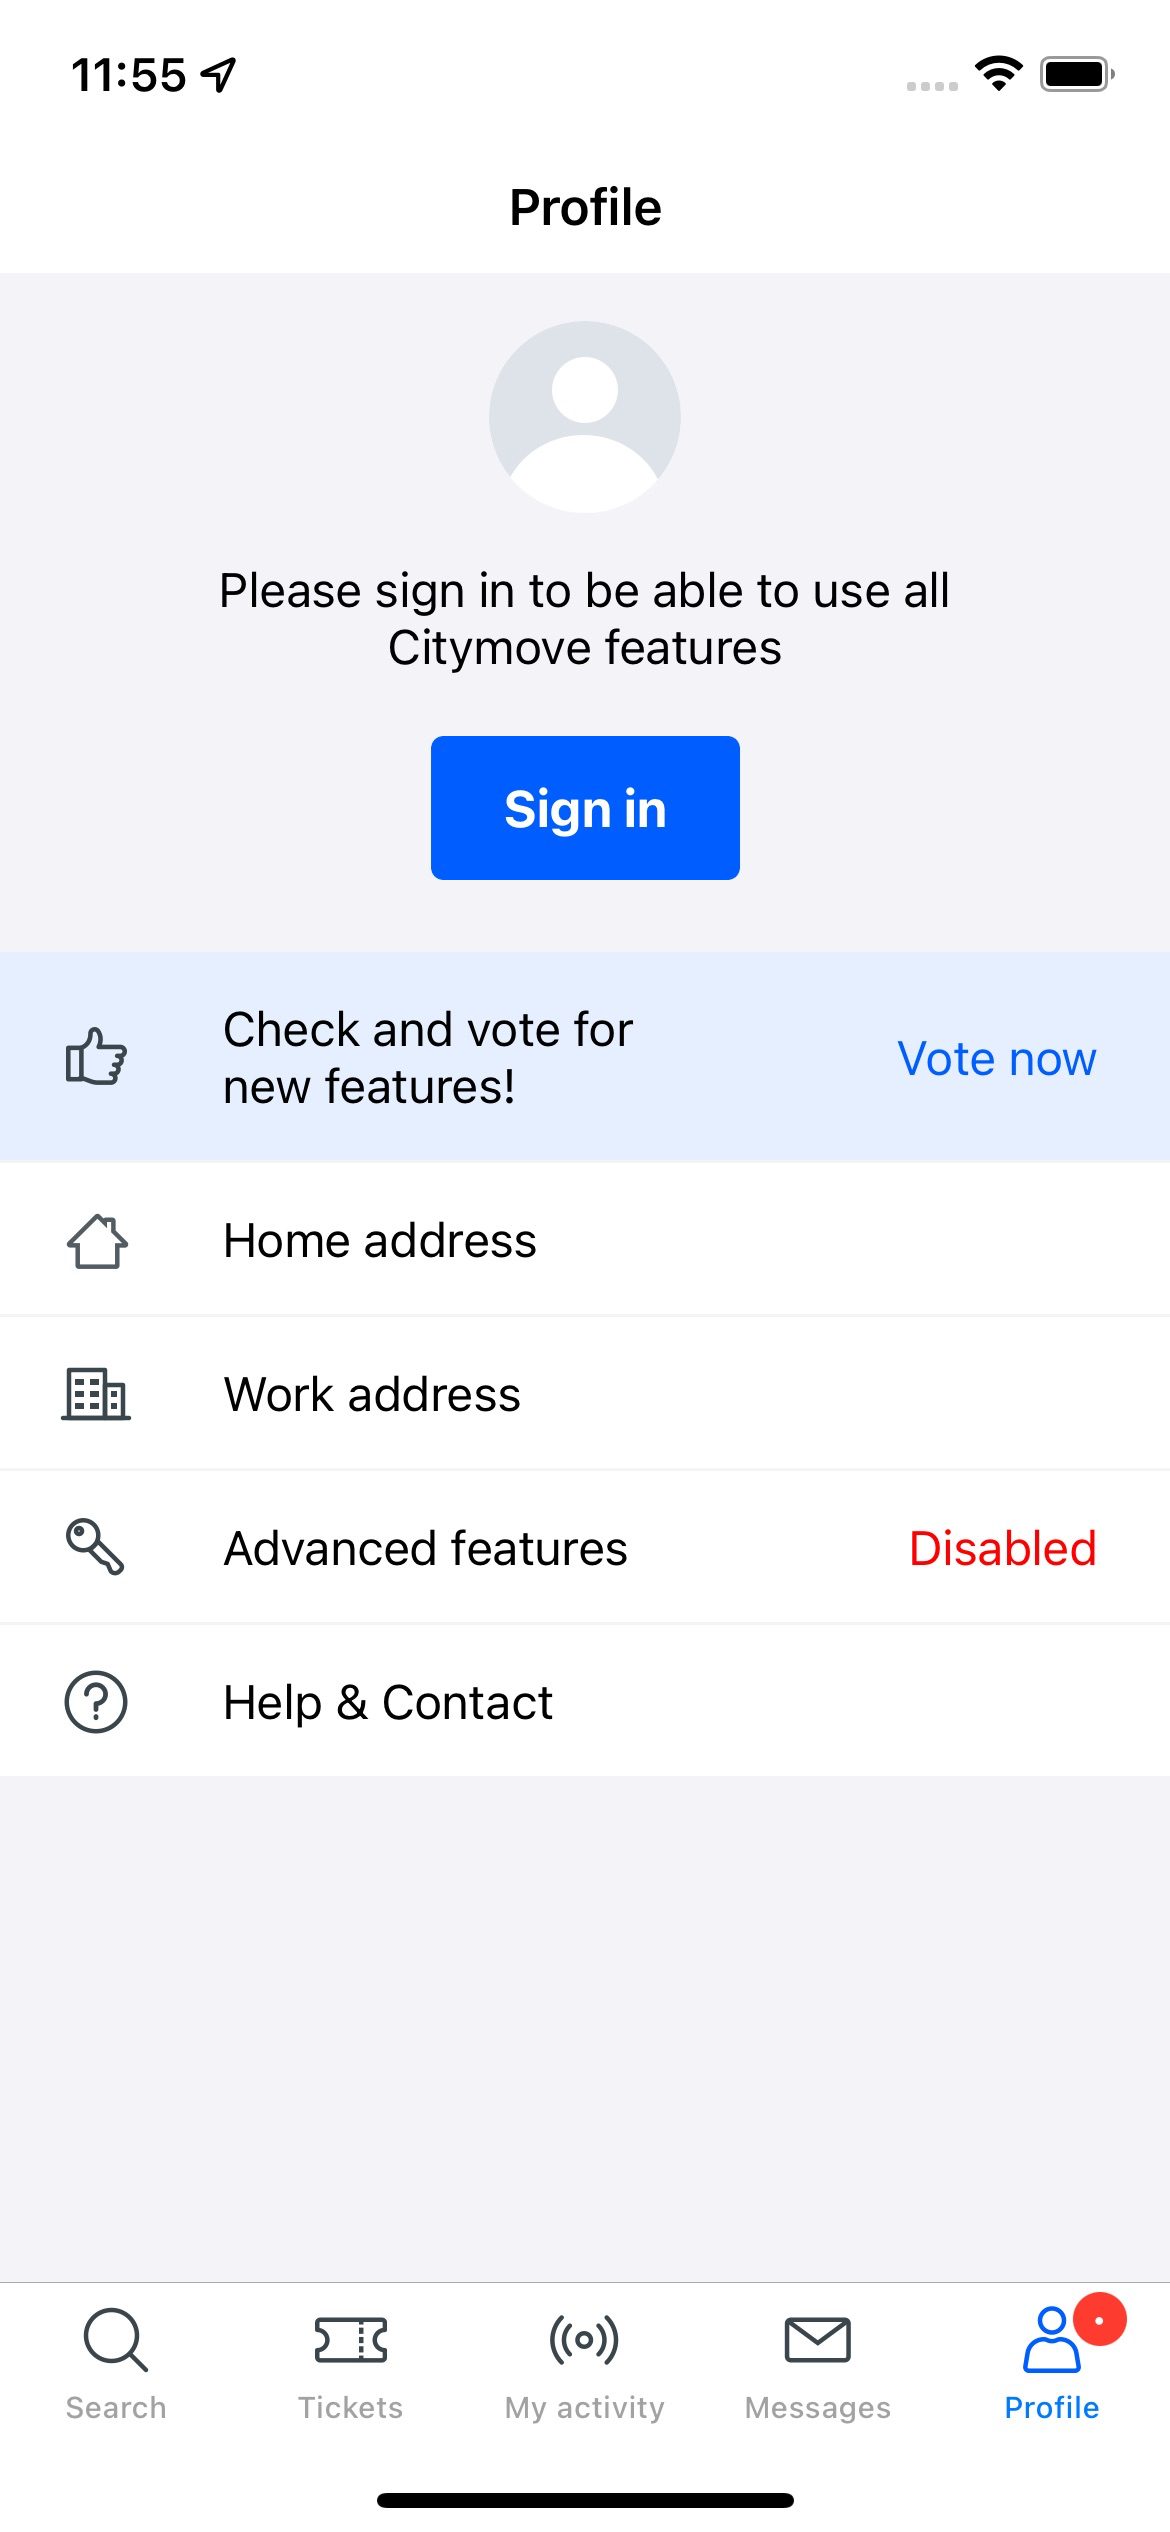 11:55
Profile
Please sign in to be able to use all
Citymove features
Sign in
Check and vote for
new features!
Vote now
Home address
Work address
Advanced features
Disabled
Help & Contact
Search
Tickets
My activity
Messages
Profile